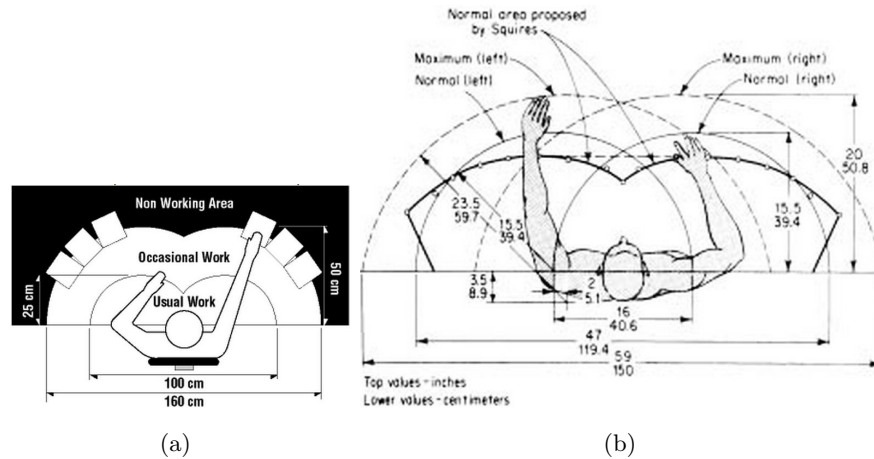 Non Working Area
Occasional Work
Usual Work
25 cm
50 cm
100 cm
160 cm
(a)
Normal area proposed
by Squires
Maximum (left)
Normal (left)
Maximum (right)
Normal (right)
20
50.8
23.5
59.7
15.5
39.4
15.5
39.4
3.5
8.9
2
5.1
16
40.6
47
119.4
59
150
Top values - inches
Lower values - centimeters
(b)